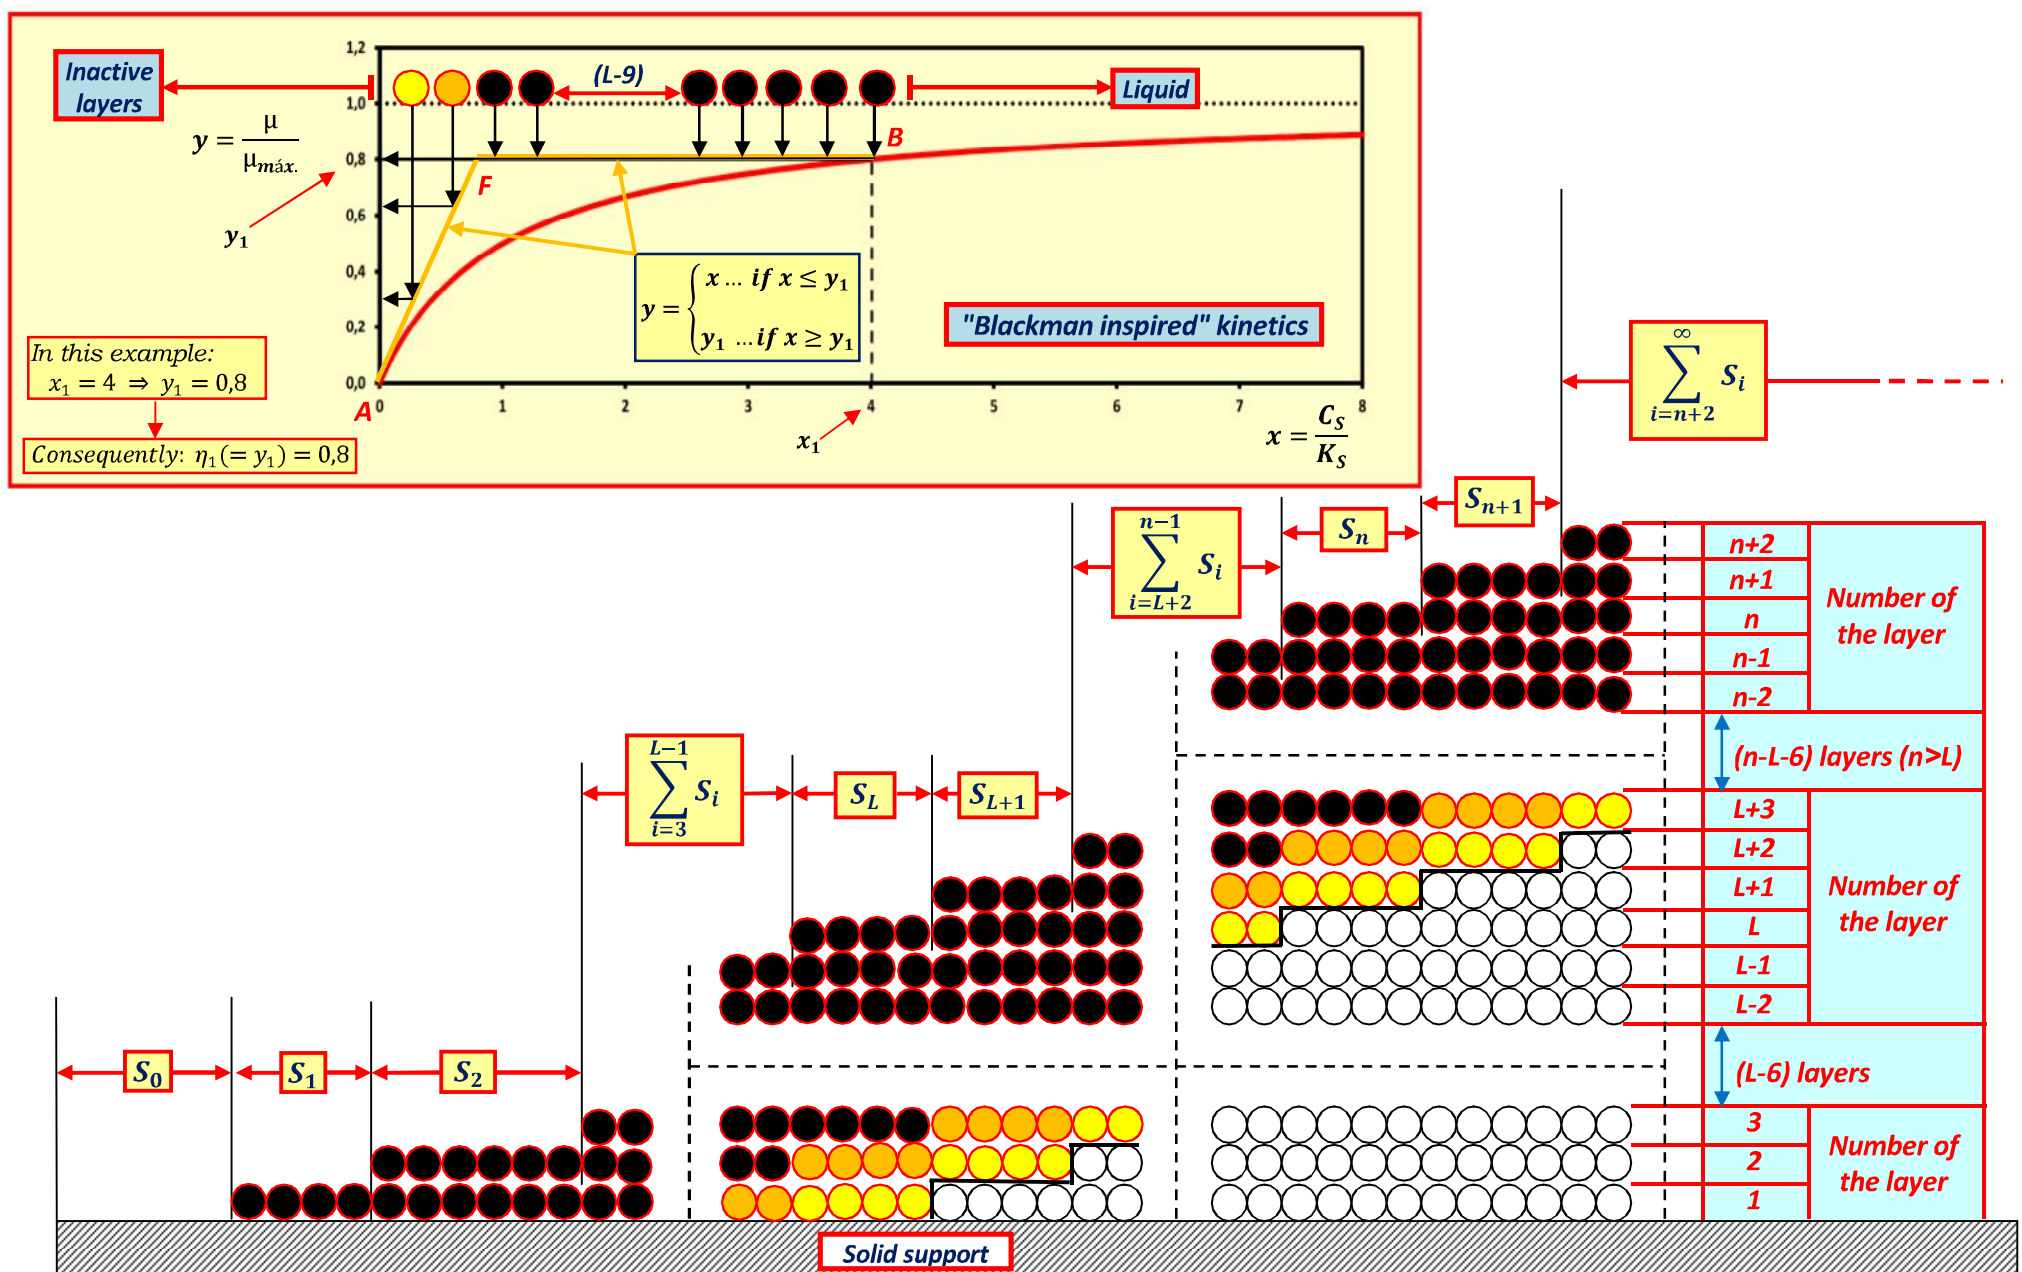 Inactive
layers
(L-9)
Liquid
y = μ / μmáx.
y₁
B
F
1,2
1,0
0,8
0,6
0,4
0,2
0,0
y = { x ... if x ≤ y₁
y₁ ... if x ≥ y₁
"Blackman inspired" kinetics
In this example:
x₁ = 4 ⇒ y₁ = 0,8
Consequently: η₁(= y₁) = 0,8
A
0 1 2 3 4 5 6 7 8
x₁
x = C_S / K_S
∞
∑ Sᵢ
i=n+2
Sₙ₊₁
Sₙ
n−1
∑ Sᵢ
i=L+2
L−1
∑ Sᵢ
i=3
S_L
S_L+1
S₀
S₁
S₂
n+2
n+1
n
n-1
n-2
Number of
the layer
(n-L-6) layers (n>L)
L+3
L+2
L+1
L
L-1
L-2
Number of
the layer
(L-6) layers
3
2
1
Number of
the layer
Solid support